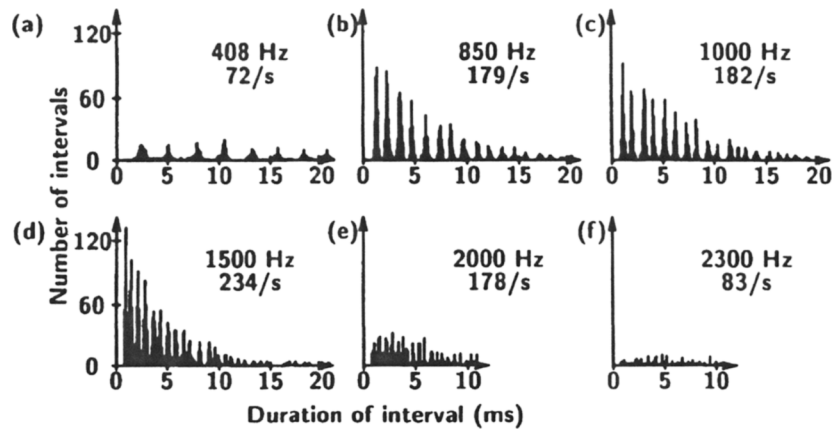 (a)
408 Hz
72/s
120
60
0
0 5 10 15 20
(b)
850 Hz
179/s
0 5 10 15 20
(c)
1000 Hz
182/s
0 5 10 15 20
Number of intervals
(d)
1500 Hz
234/s
120
60
0
0 5 10 15 20
(e)
2000 Hz
178/s
0 5 10
(f)
2300 Hz
83/s
0 5 10
Duration of interval (ms)